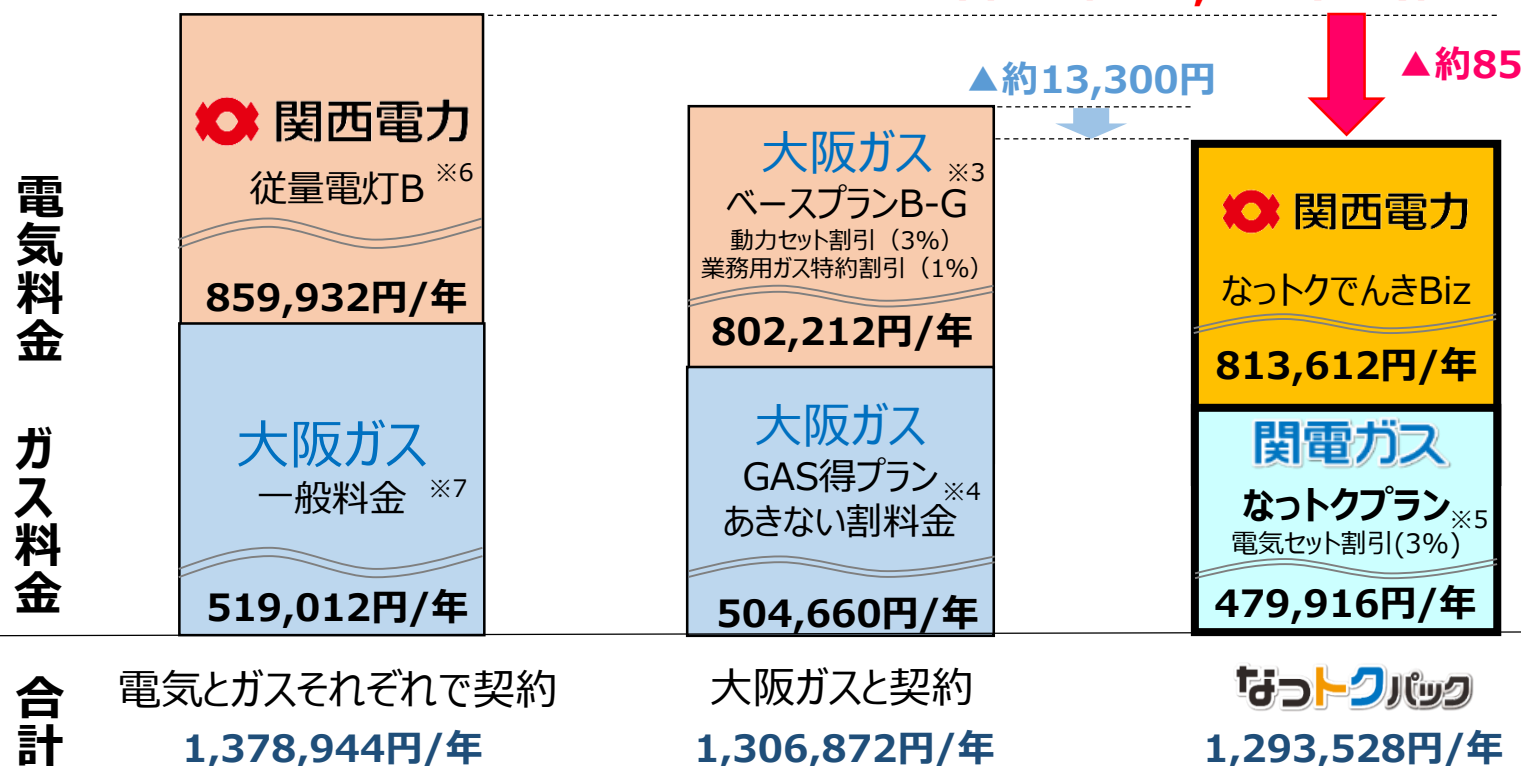 ▲約13,300円
▲約85
電気料金
ガス料金
合計
関西電力
従量電灯B ※6
859,932円/年
大阪ガス
一般料金 ※7
519,012円/年
電気とガスそれぞれで契約
1,378,944円/年
大阪ガス
※3
ベースプランB-G
動力セット割引（3%）
業務用ガス特約割引（1%）
802,212円/年
大阪ガス
GAS得プラン
※4
あきない割料金
504,660円/年
大阪ガスと契約
1,306,872円/年
関西電力
なっトクでんきBiz
813,612円/年
関電ガス
なっトクプラン
※5
電気セット割引(3%)
479,916円/年
なっトクパック
1,293,528円/年